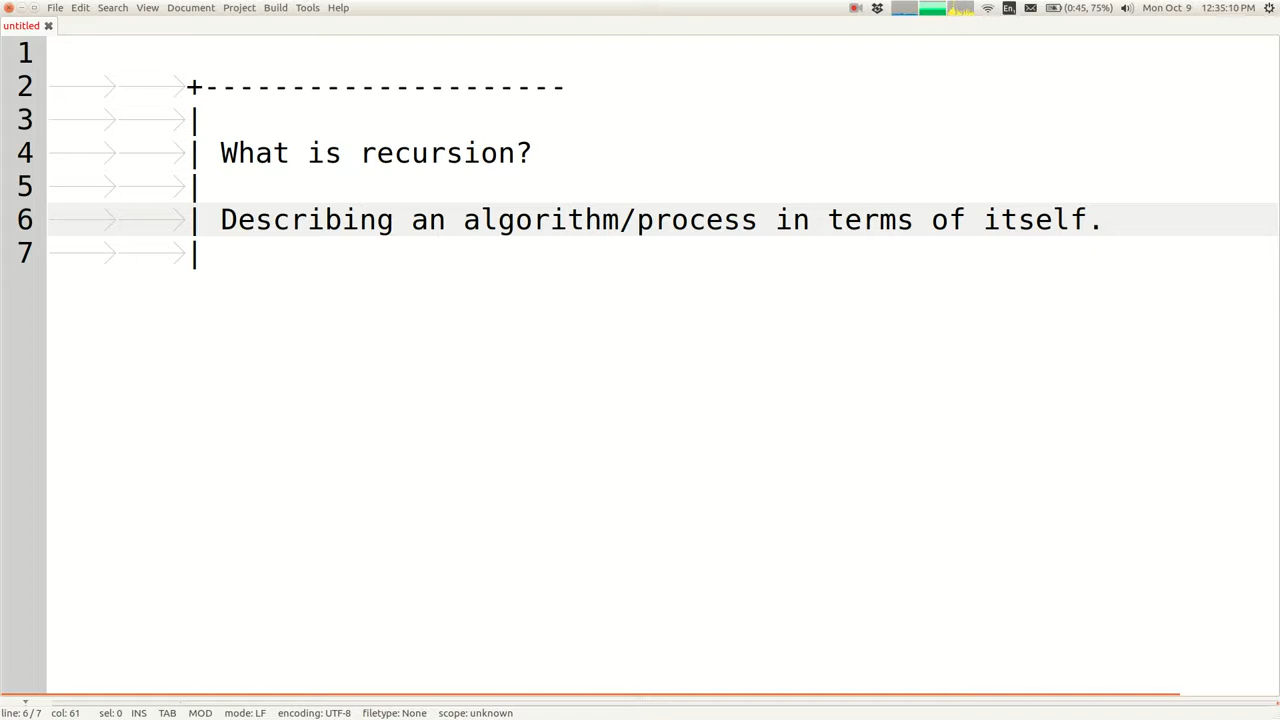 File Edit Search View Document Project Build Tools Help En, (0:45, 75%) Mon Oct 9 12:35:10 PM
untitled
1
2 +---------------------
3 |
4 | What is recursion?
5 |
6 | Describing an algorithm/process in terms of itself.
7 |
line: 6 / 7 col: 61 sel: 0 INS TAB MOD mode: LF encoding: UTF-8 filetype: None scope: unknown